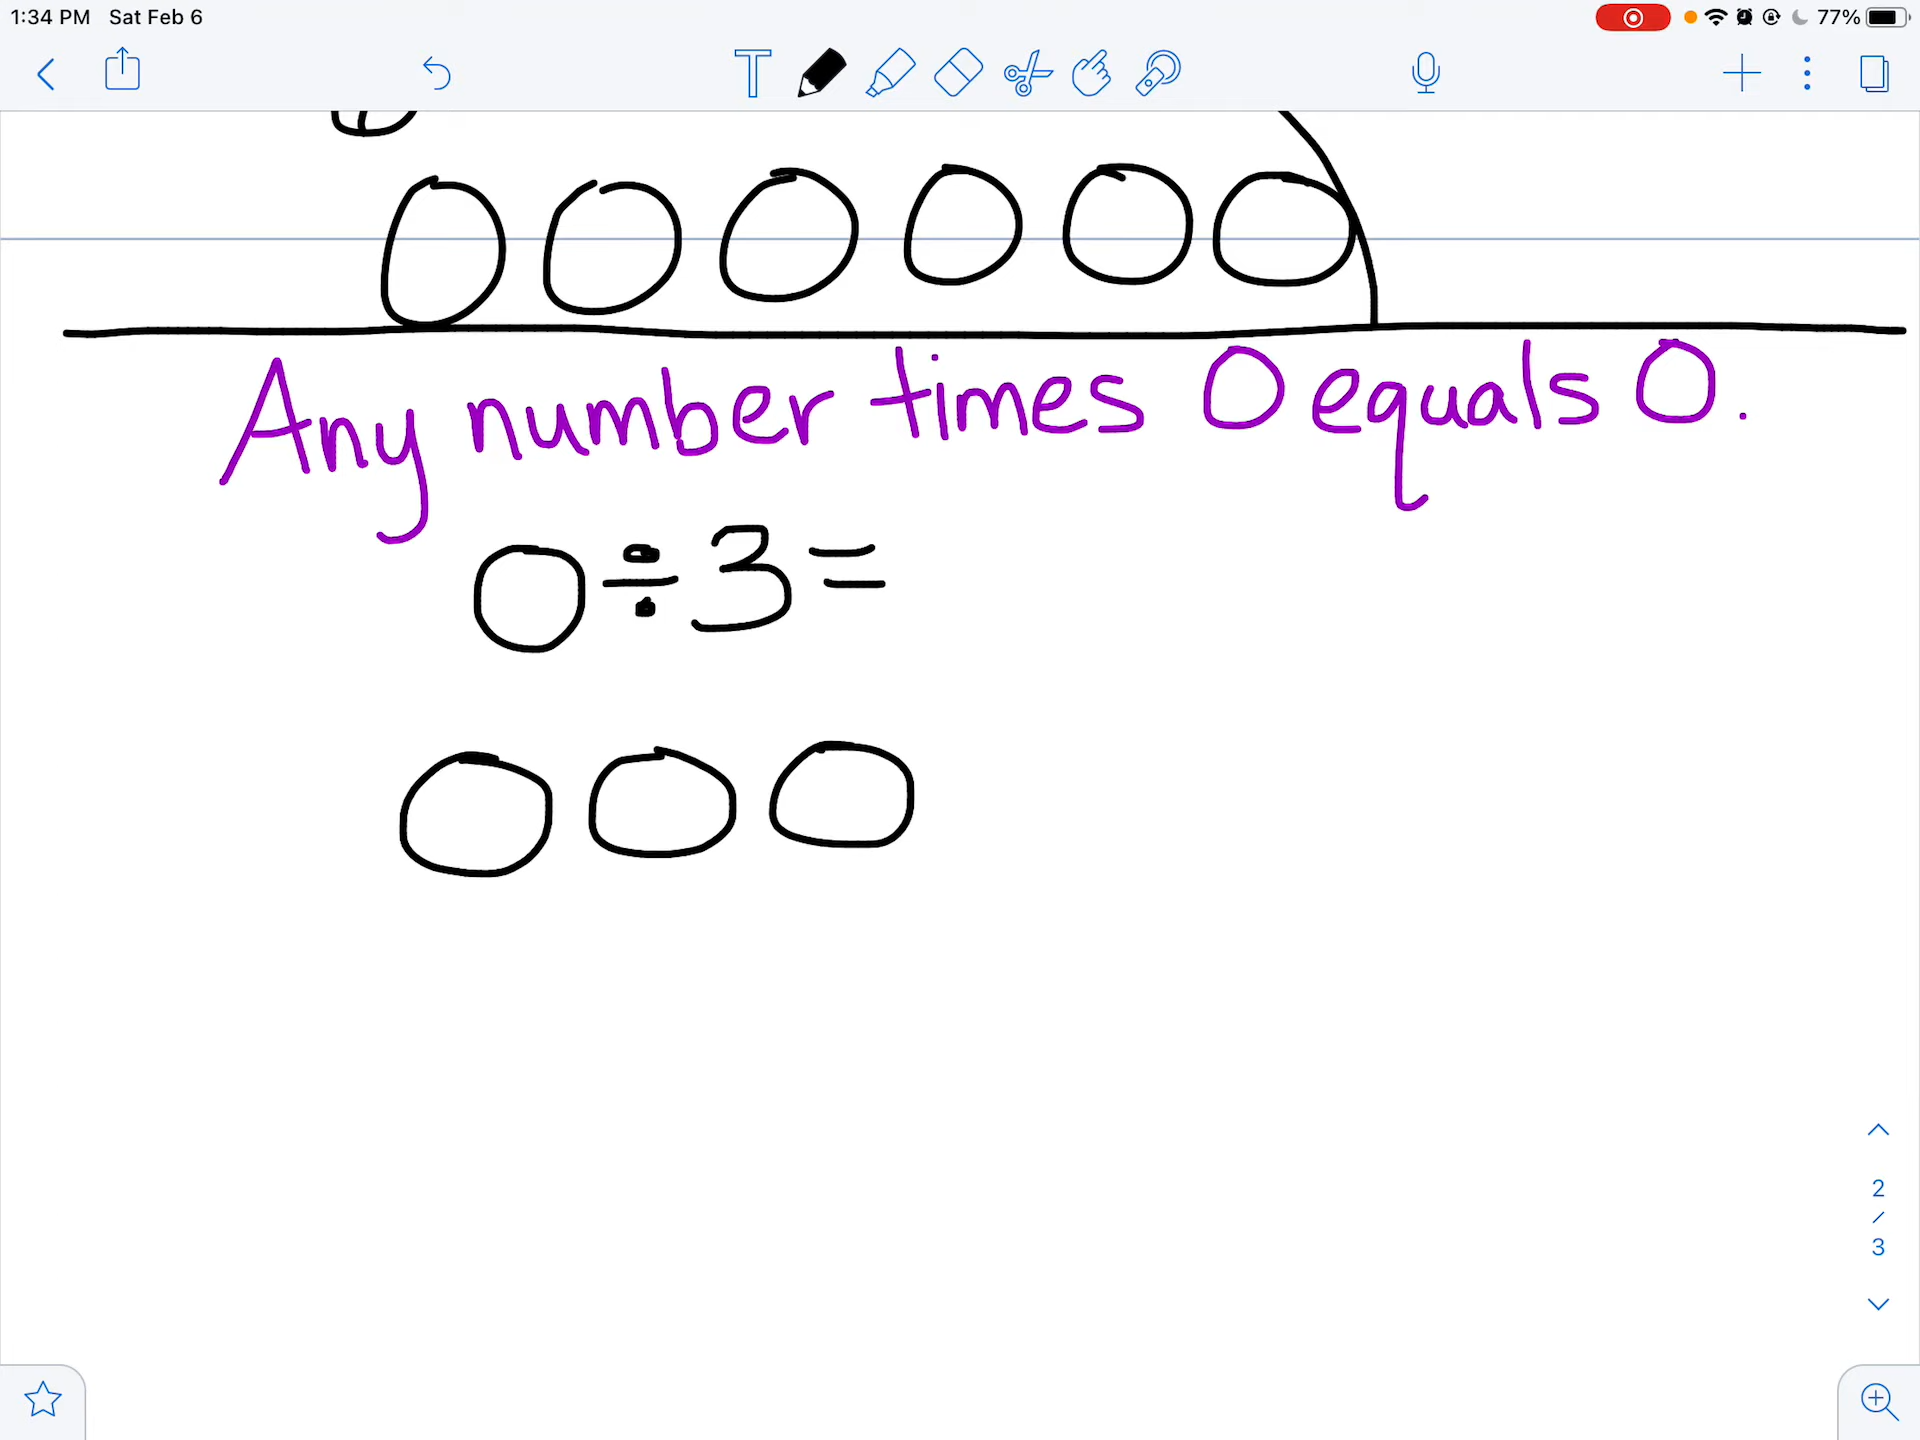 1:34 PM Sat Feb 6 77%
Any number times 0 equals 0.
0 ÷ 3 =
2
/
3